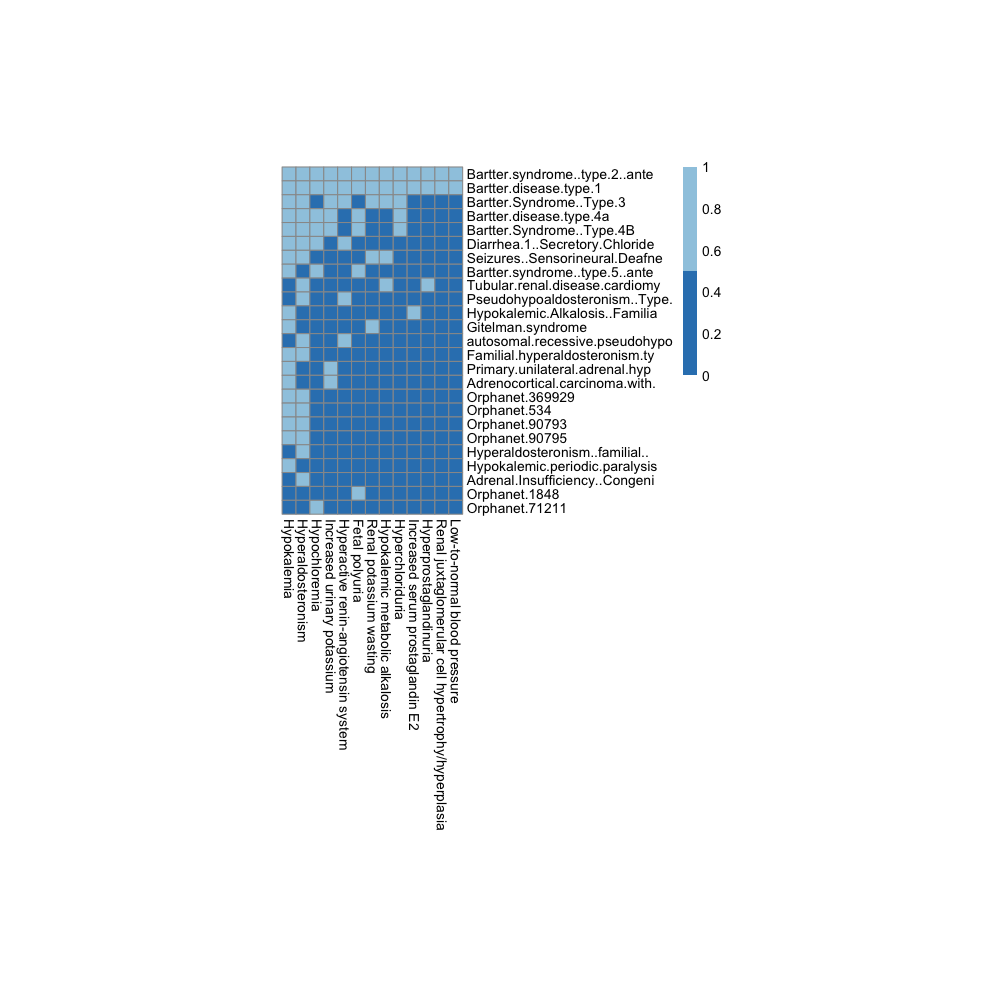 Bartter.syndrome..type.2..ante
Bartter.disease.type.1
Bartter.Syndrome..Type.3
Bartter.disease.type.4a
Bartter.Syndrome..Type.4B
Diarrhea.1..Secretory.Chloride
Seizures..Sensorineural.Deafne
Bartter.syndrome..type.5..ante
Tubular.renal.disease.cardiomy
Pseudohypoaldosteronism..Type.
Hypokalemic.Alkalosis..Familia
Gitelman.syndrome
autosomal.recessive.pseudohypo
Familial.hyperaldosteronism.ty
Primary.unilateral.adrenal.hyp
Adrenocortical.carcinoma.with.
Orphanet.369929
Orphanet.534
Orphanet.90793
Orphanet.90795
Hyperaldosteronism..familial..
Hypokalemic.periodic.paralysis
Adrenal.Insufficiency..Congeni
Orphanet.1848
Orphanet.71211
1
0.8
0.6
0.4
0.2
0
Hypokalemia
Hyperaldosteronism
Hypochloremia
Increased urinary potassium
Hyperactive renin-angiotensin system
Fetal polyuria
Renal potassium wasting
Hypokalemic metabolic alkalosis
Hyperchloriduria
Increased serum prostaglandin E2
Hyperprostaglandinuria
Renal juxtaglomerular cell hypertrophy/hyperplasia
Low-to-normal blood pressure